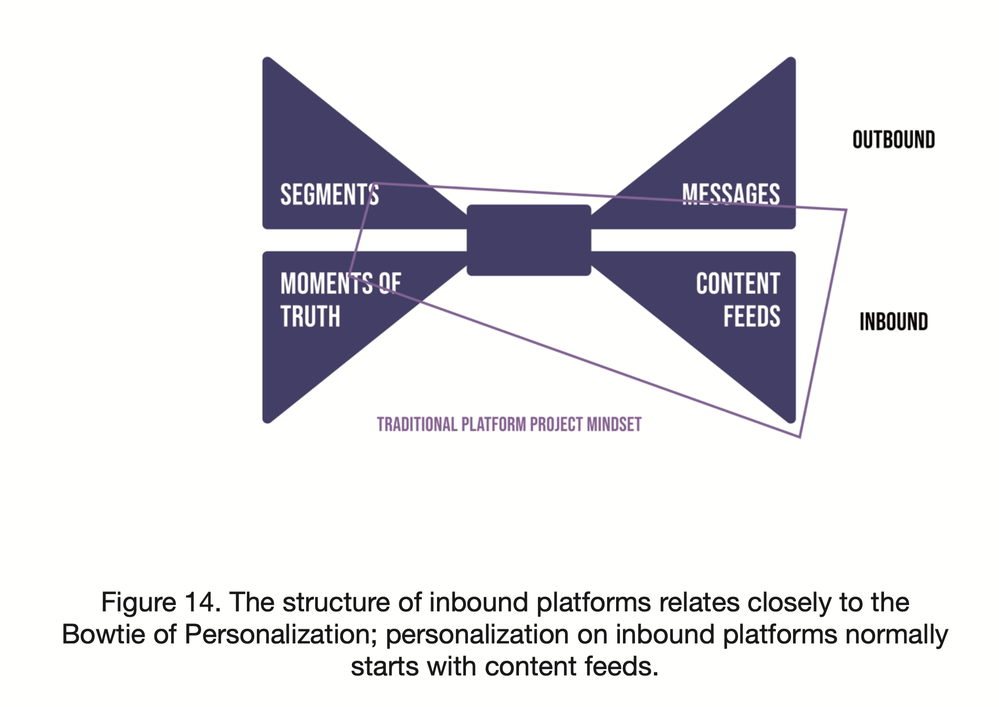 SEGMENTS
MESSAGES
OUTBOUND
MOMENTS OF
TRUTH
CONTENT
FEEDS
INBOUND
TRADITIONAL PLATFORM PROJECT MINDSET
Figure 14. The structure of inbound platforms relates closely to the
Bowtie of Personalization; personalization on inbound platforms normally
starts with content feeds.